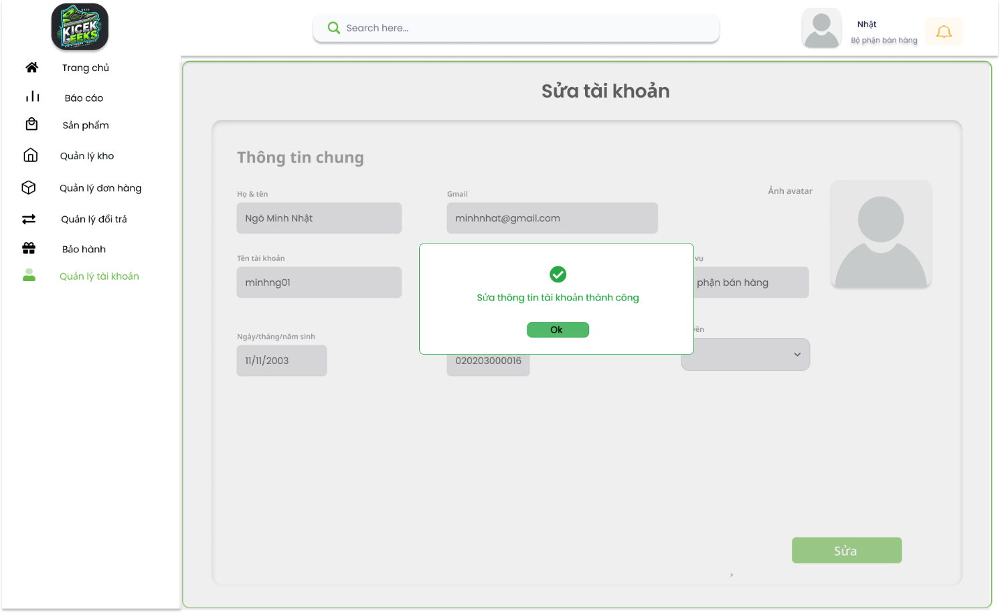 KICEK
GEEKS
Search here...
Nhật
Bộ phận bán hàng
Trang chủ
Báo cáo
Sản phẩm
Quản lý kho
Quản lý đơn hàng
Quản lý đổi trả
Bảo hành
Quản lý tài khoản
Sửa tài khoản
Thông tin chung
Họ & tên
Gmail
Ảnh avatar
Ngô Minh Nhật
minhnhat@gmail.com
Tên tài khoản
vụ
minhng01
phận bán hàng
Sửa thông tin tài khoản thành công
Ok
Ngày/tháng/năm sinh
11/11/2003
020203000016
Sửa